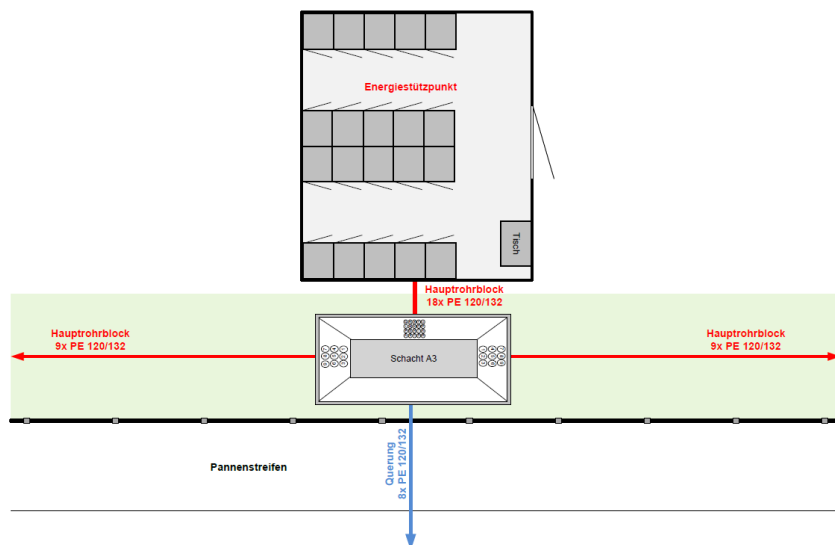 Energiestützpunkt
Tisch
Hauptrohrblock
18x PE 120/132
Hauptrohrblock
9x PE 120/132
Hauptrohrblock
9x PE 120/132
Schacht A3
Querung
8x PE 120/132
Pannenstreifen